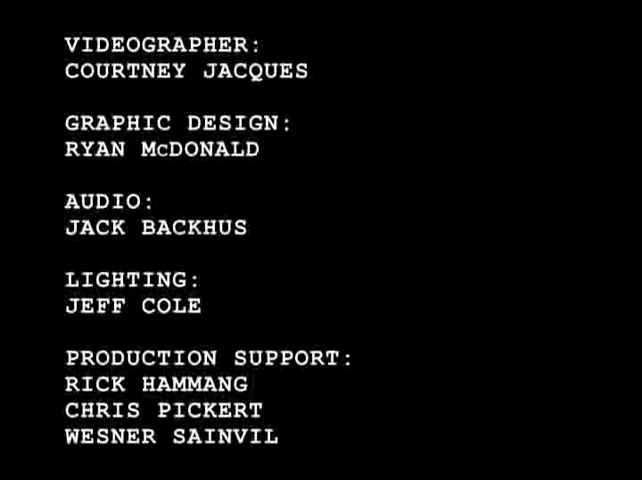 VIDEOGRAPHER:
COURTNEY JACQUES
GRAPHIC DESIGN:
RYAN McDONALD
AUDIO:
JACK BACKHUS
LIGHTING:
JEFF COLE
PRODUCTION SUPPORT:
RICK HAMMANG
CHRIS PICKERT
WESNER SAINVIL